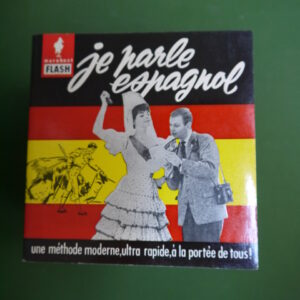 marabout
FLASH
je parle
espagnol
une méthode moderne,ultra rapide,à la portée de tous!